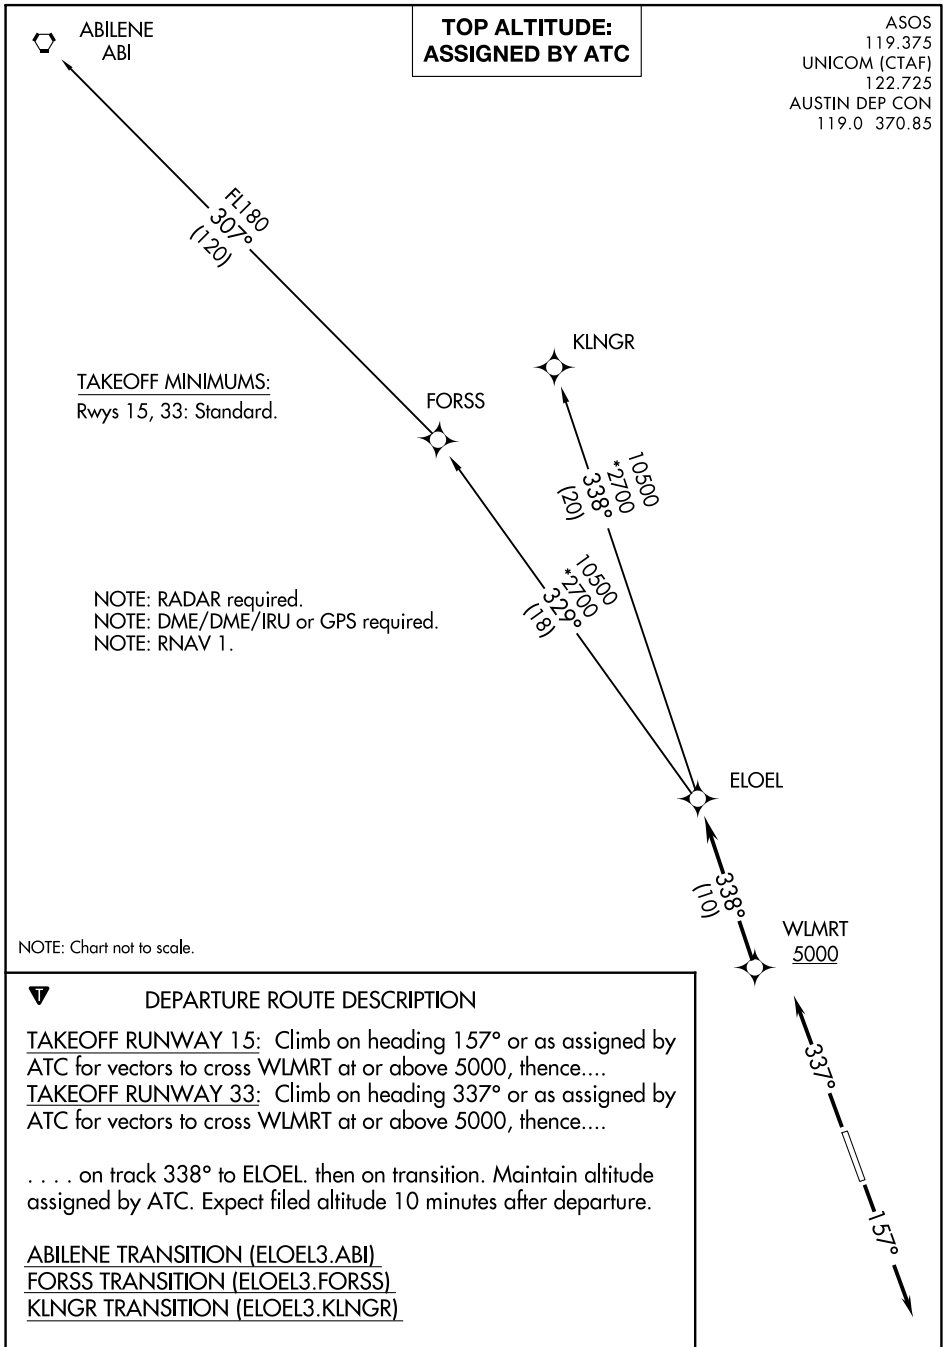 ABILENE
ABI
TOP ALTITUDE:
ASSIGNED BY ATC
ASOS
119.375
UNICOM (CTAF)
122.725
AUSTIN DEP CON
119.0 370.85
FL180
307°
(120)
KLNGR
TAKEOFF MINIMUMS:
Rwys 15, 33: Standard.
FORSS
10500
*2700
338°
(20)
10500
*2700
329°
(18)
NOTE: RADAR required.
NOTE: DME/DME/IRU or GPS required.
NOTE: RNAV 1.
ELOEL
338°
(10)
WLMRT
5000
NOTE: Chart not to scale.
337°
157°
T
DEPARTURE ROUTE DESCRIPTION
TAKEOFF RUNWAY 15: Climb on heading 157° or as assigned by
ATC for vectors to cross WLMRT at or above 5000, thence....
TAKEOFF RUNWAY 33: Climb on heading 337° or as assigned by
ATC for vectors to cross WLMRT at or above 5000, thence....
. . . . on track 338° to ELOEL. then on transition. Maintain altitude
assigned by ATC. Expect filed altitude 10 minutes after departure.
ABILENE TRANSITION (ELOEL3.ABI)
FORSS TRANSITION (ELOEL3.FORSS)
KLNGR TRANSITION (ELOEL3.KLNGR)